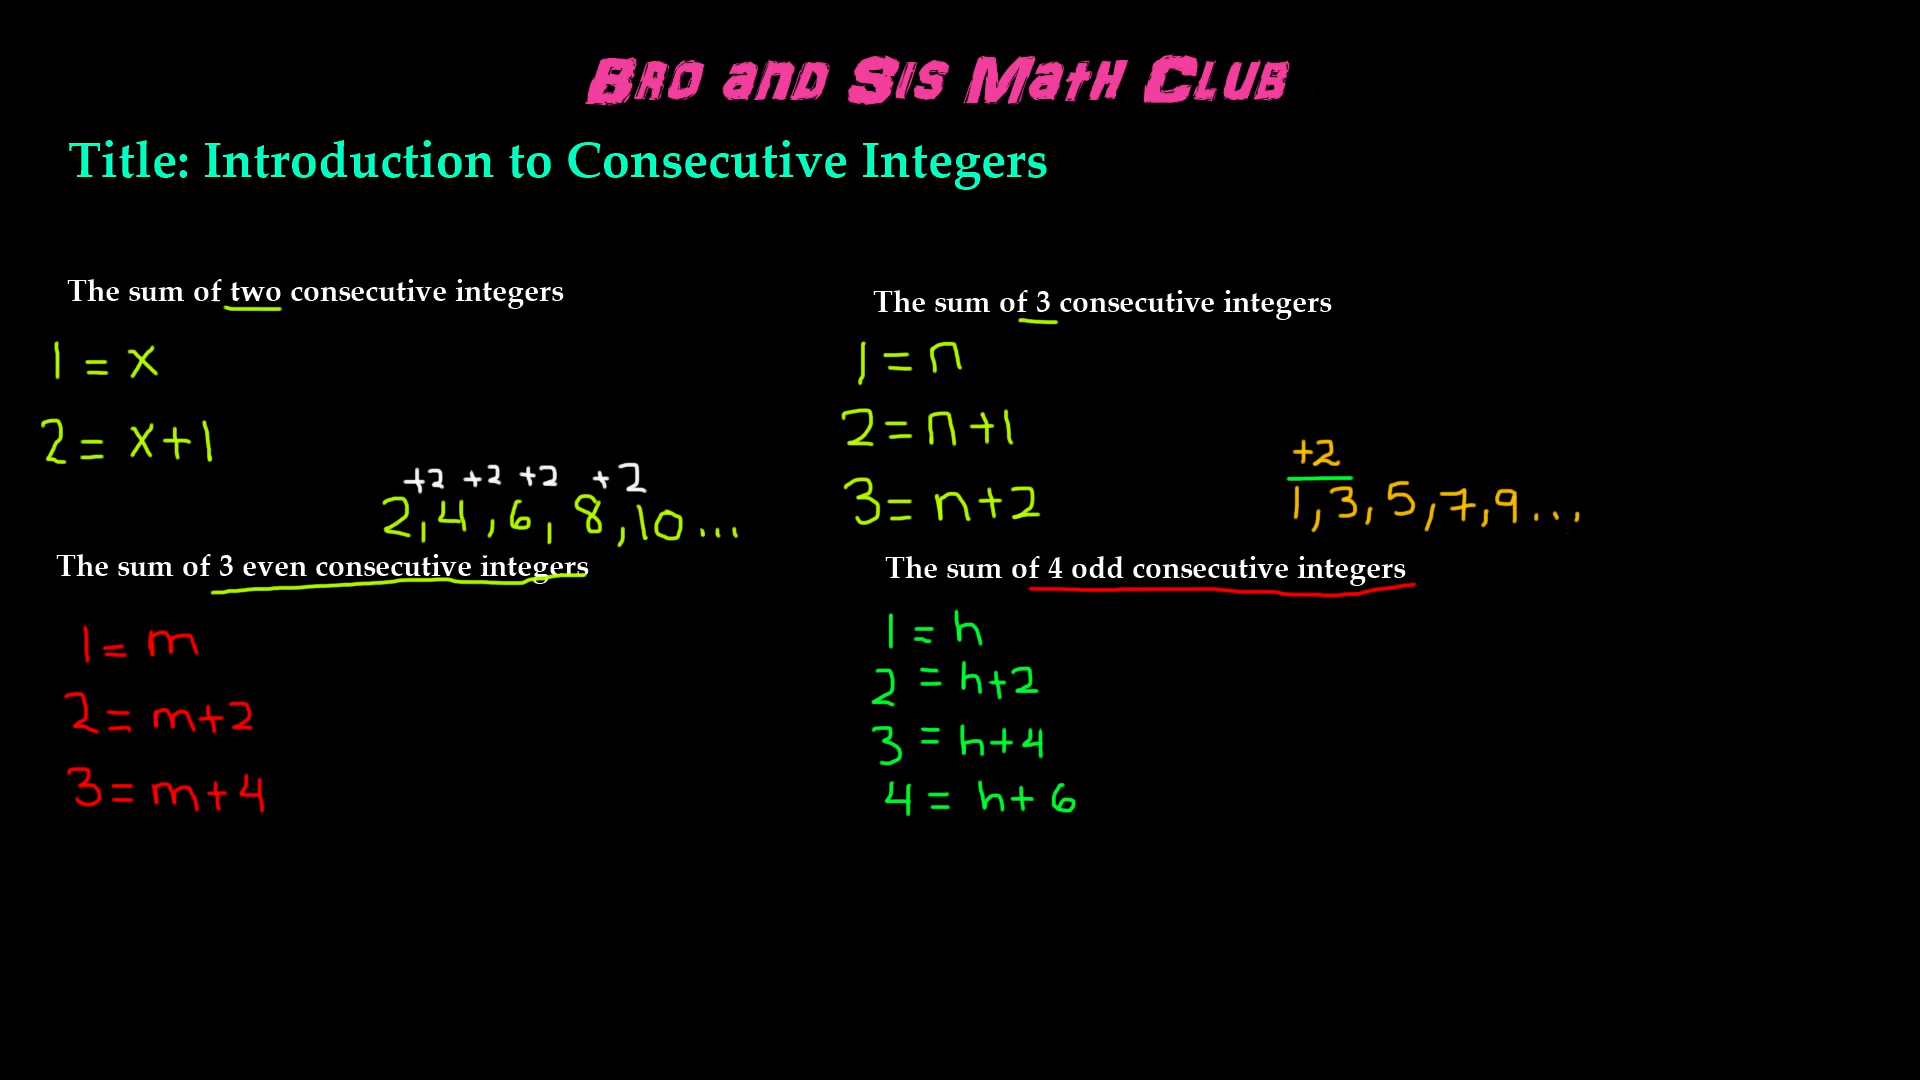 Bro and Sis Math Club
Title: Introduction to Consecutive Integers
The sum of two consecutive integers
1 = x
2 = x+1
The sum of 3 consecutive integers
1 = n
2 = n+1
3 = n+2
+2 +2 +2 +2
2, 4, 6, 8, 10 ...
The sum of 3 even consecutive integers
1 = m
2 = m+2
3 = m+4
+2
1, 3, 5, 7, 9 ...
The sum of 4 odd consecutive integers
1 = h
2 = h+2
3 = h+4
4 = h+6